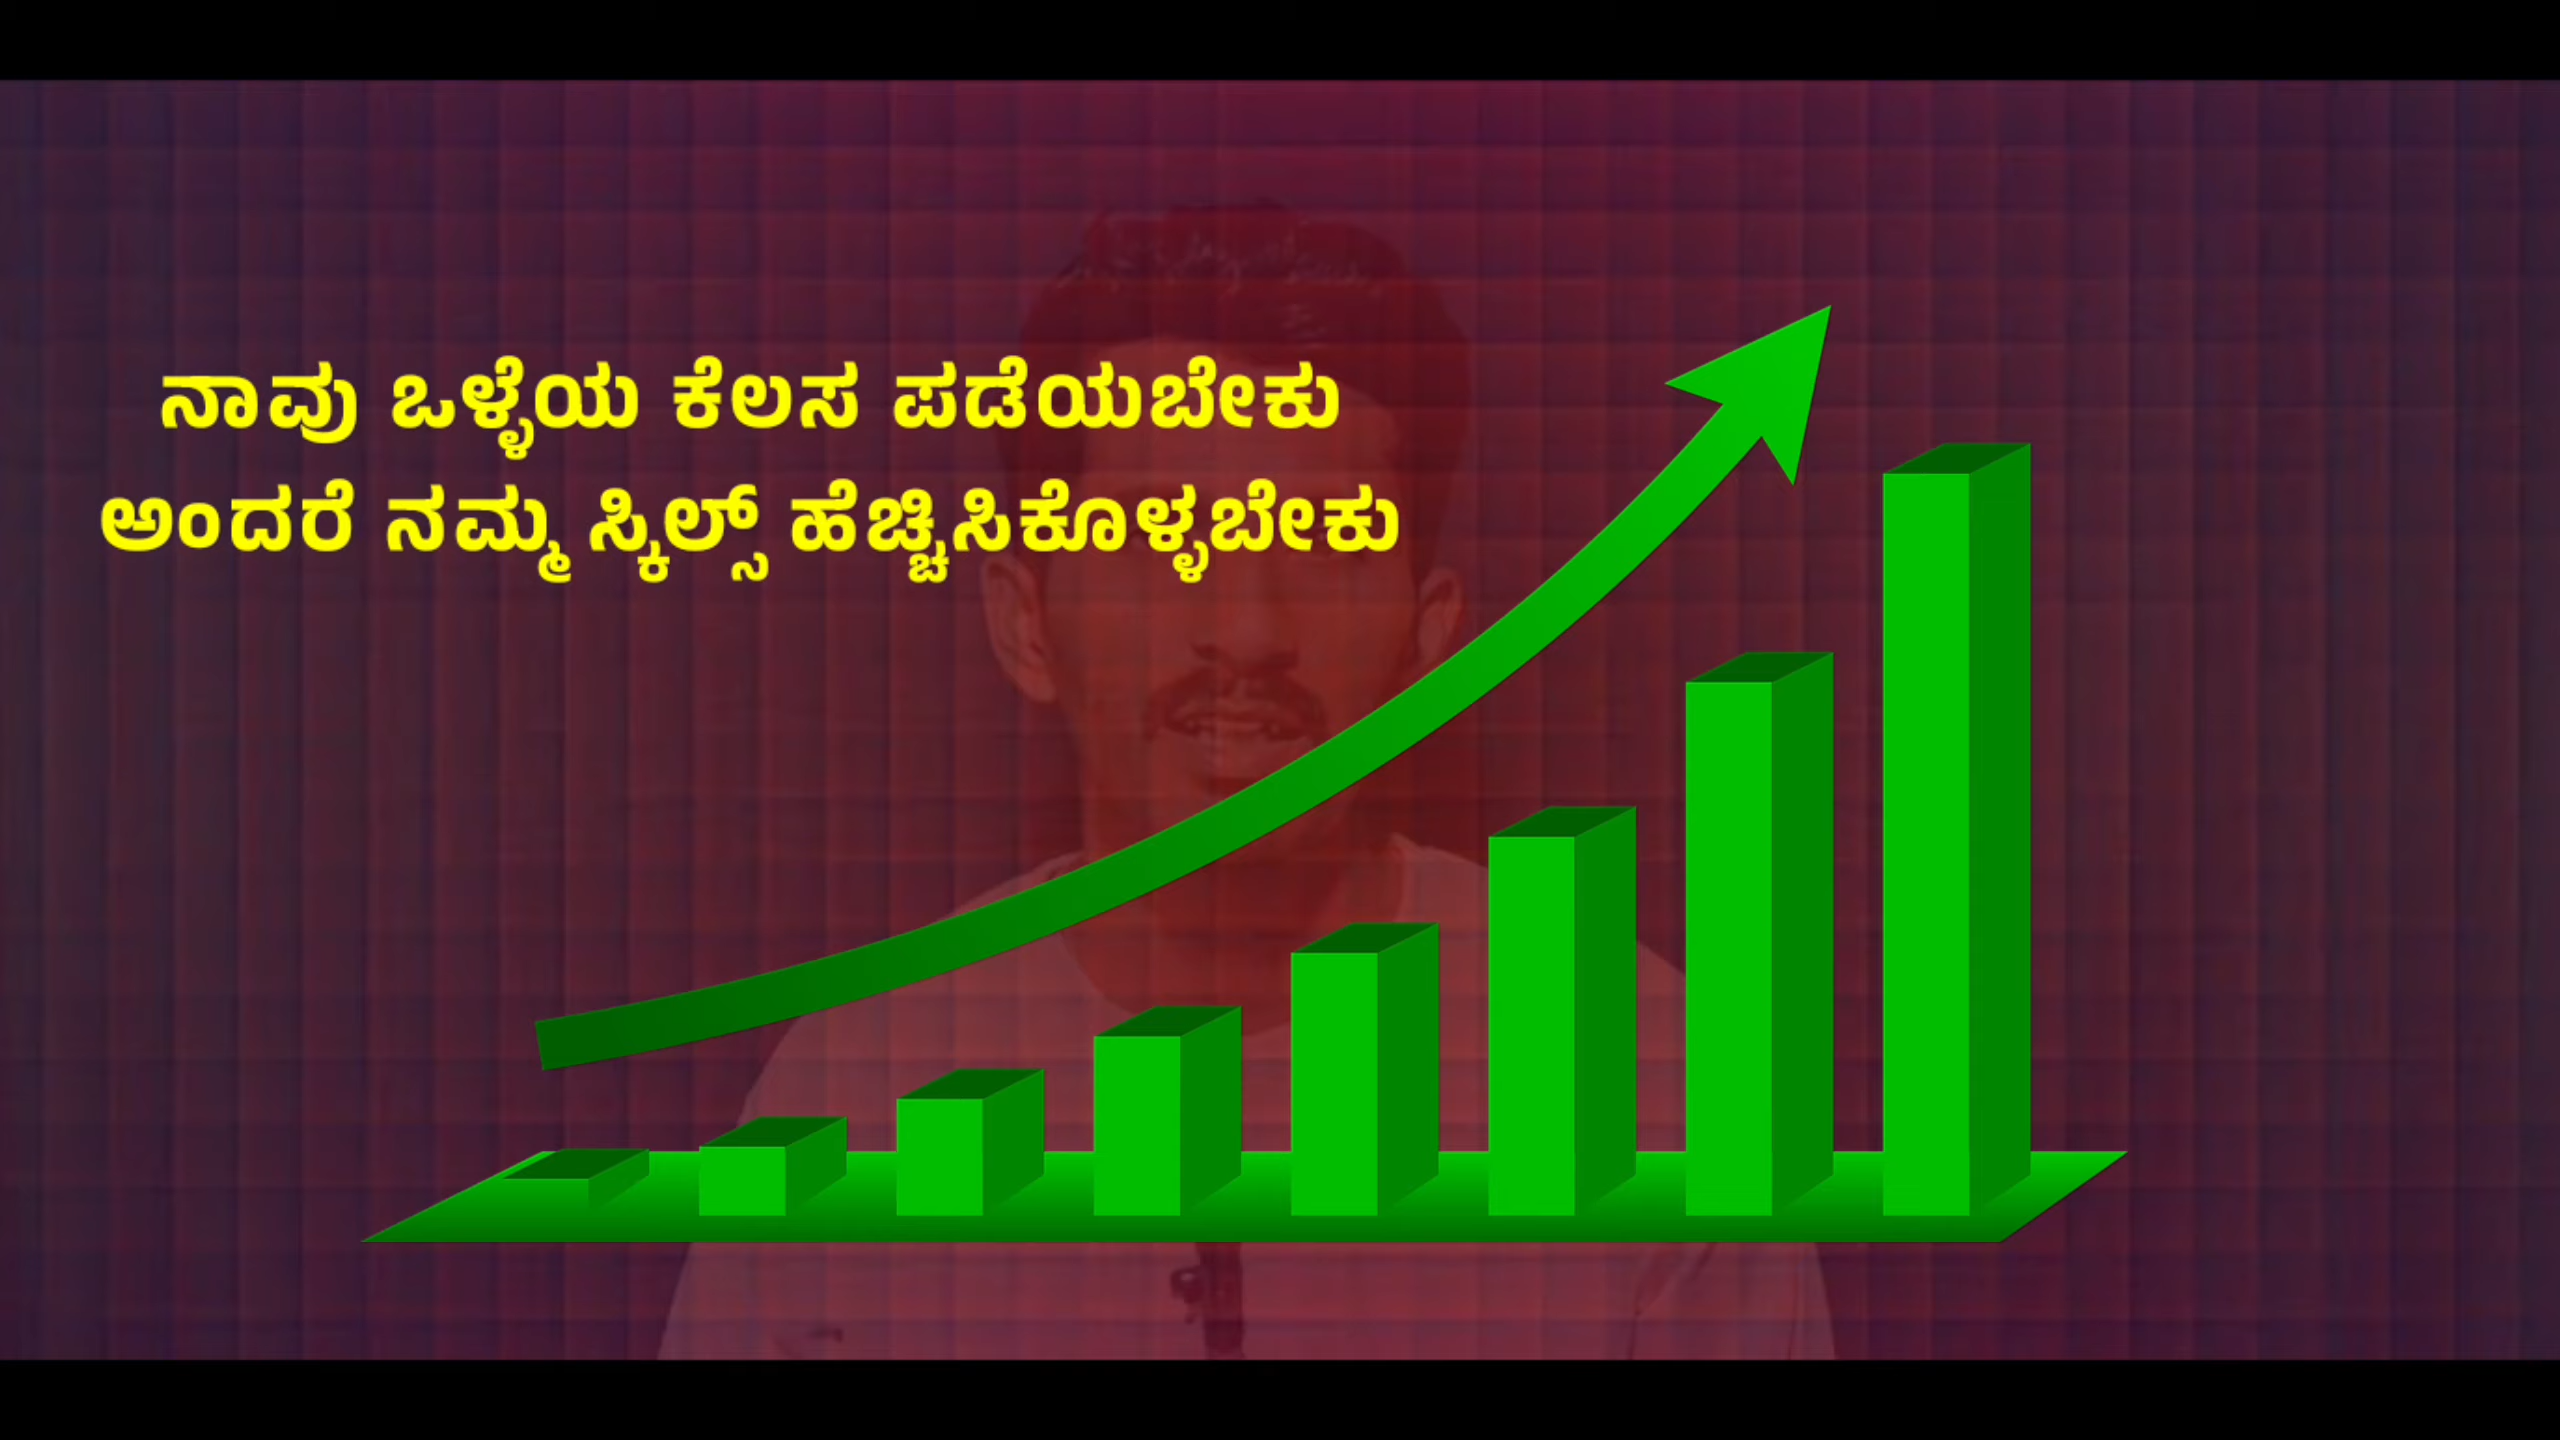 ನಾವು ಒಳ್ಳೆಯ ಕೆಲಸ ಪಡೆಯಬೇಕು
ಅಂದರೆ ನಮ್ಮ ಸ್ಕಿಲ್ಸ್ ಹೆಚ್ಚಿಸಿಕೊಳ್ಳಬೇಕು